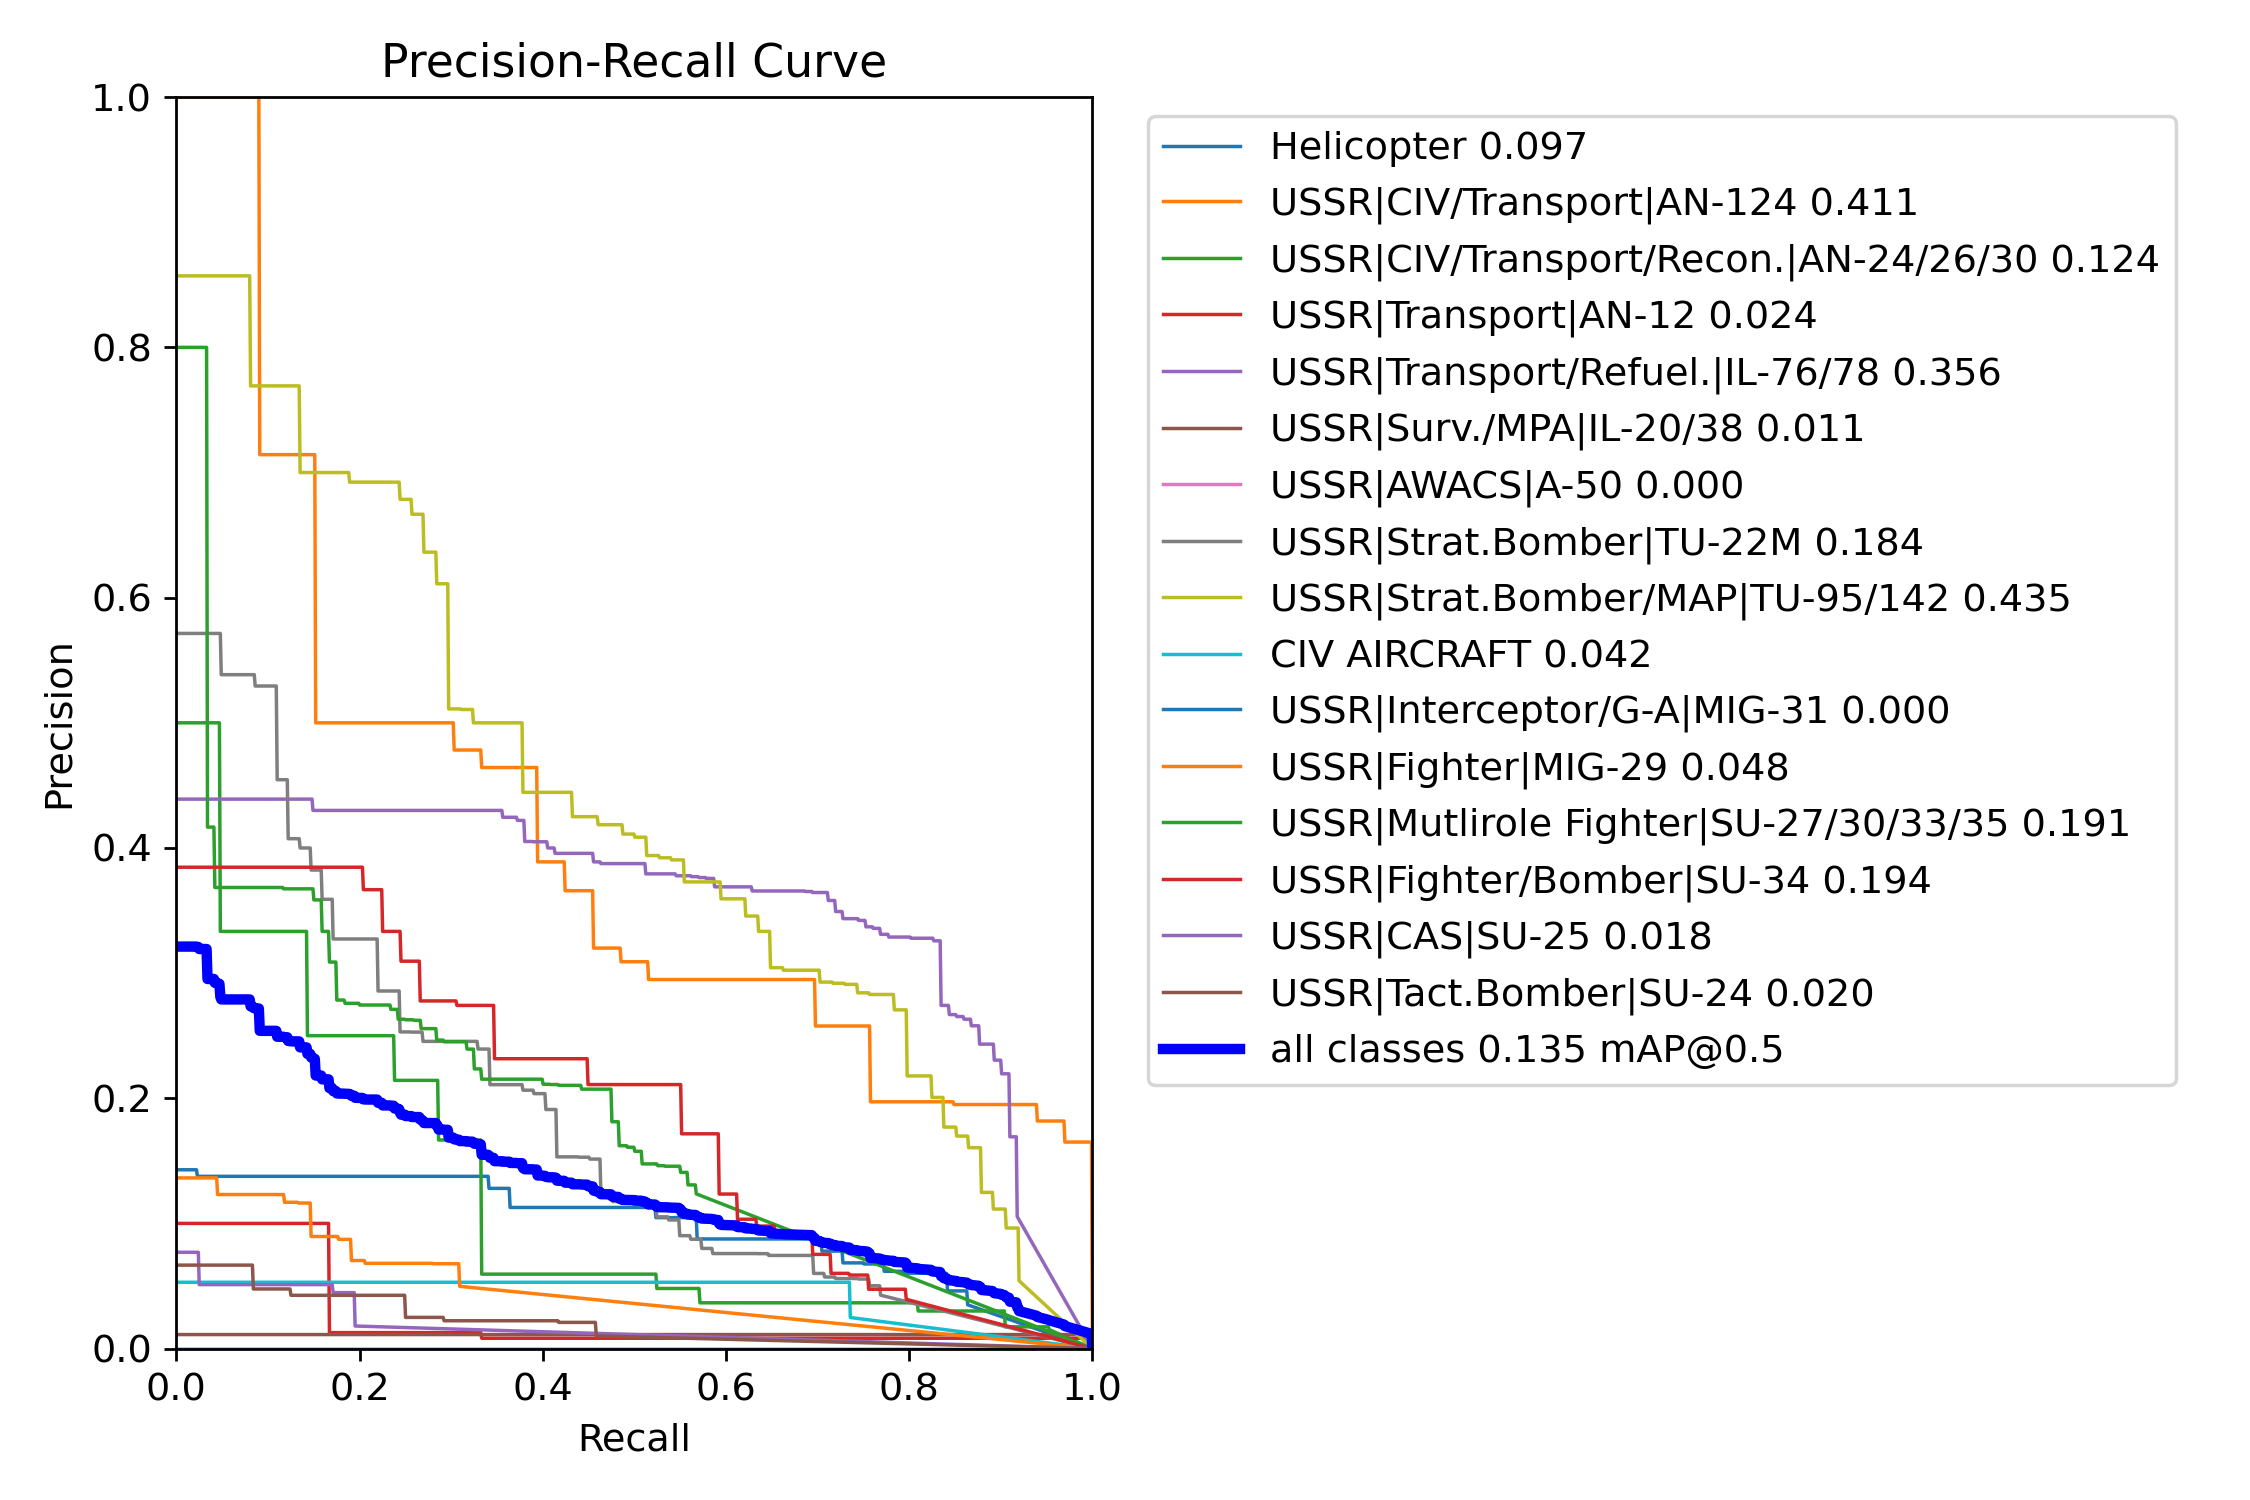 Precision-Recall Curve
1.0
0.8
0.6
0.4
0.2
0.0
Precision
0.0 0.2 0.4 0.6 0.8 1.0
Recall
Helicopter 0.097
USSR|CIV/Transport|AN-124 0.411
USSR|CIV/Transport/Recon.|AN-24/26/30 0.124
USSR|Transport|AN-12 0.024
USSR|Transport/Refuel.|IL-76/78 0.356
USSR|Surv./MPA|IL-20/38 0.011
USSR|AWACS|A-50 0.000
USSR|Strat.Bomber|TU-22M 0.184
USSR|Strat.Bomber/MAP|TU-95/142 0.435
CIV AIRCRAFT 0.042
USSR|Interceptor/G-A|MIG-31 0.000
USSR|Fighter|MIG-29 0.048
USSR|Mutlirole Fighter|SU-27/30/33/35 0.191
USSR|Fighter/Bomber|SU-34 0.194
USSR|CAS|SU-25 0.018
USSR|Tact.Bomber|SU-24 0.020
all classes 0.135 mAP@0.5